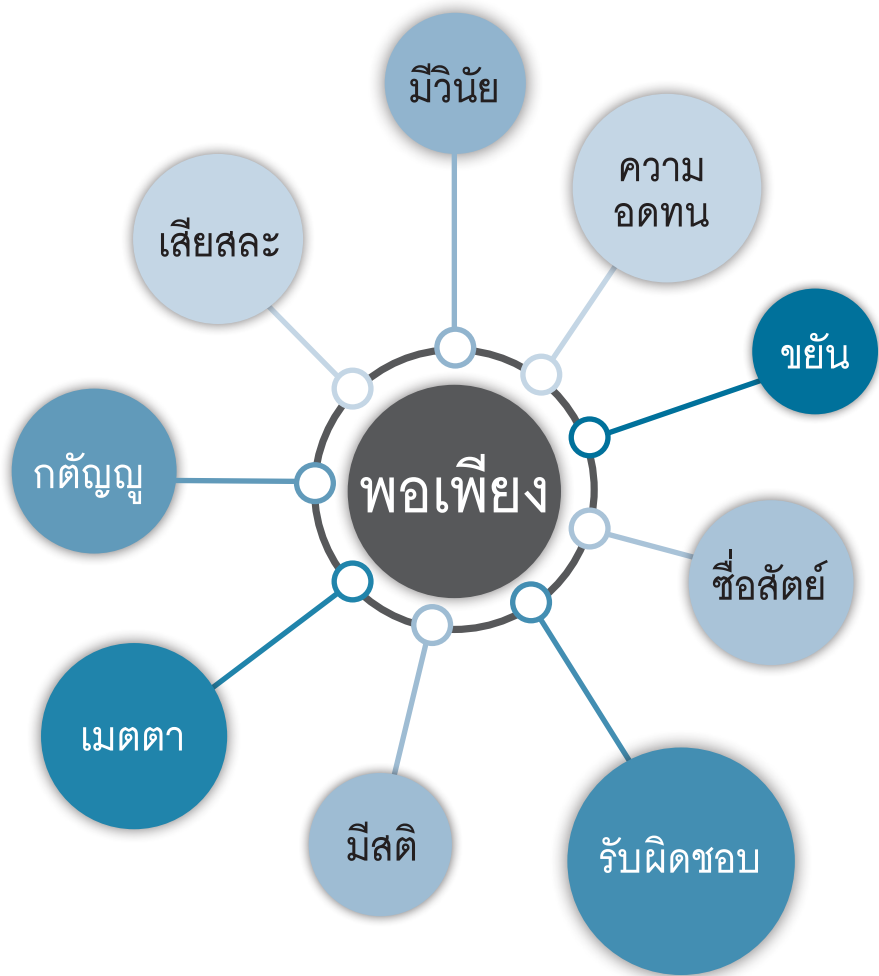 มีวินัย
ความ
อดทน
เสียสละ
ขยัน
กตัญญู
พอเพียง
ซื่อสัตย์
เมตตา
มีสติ
รับผิดชอบ